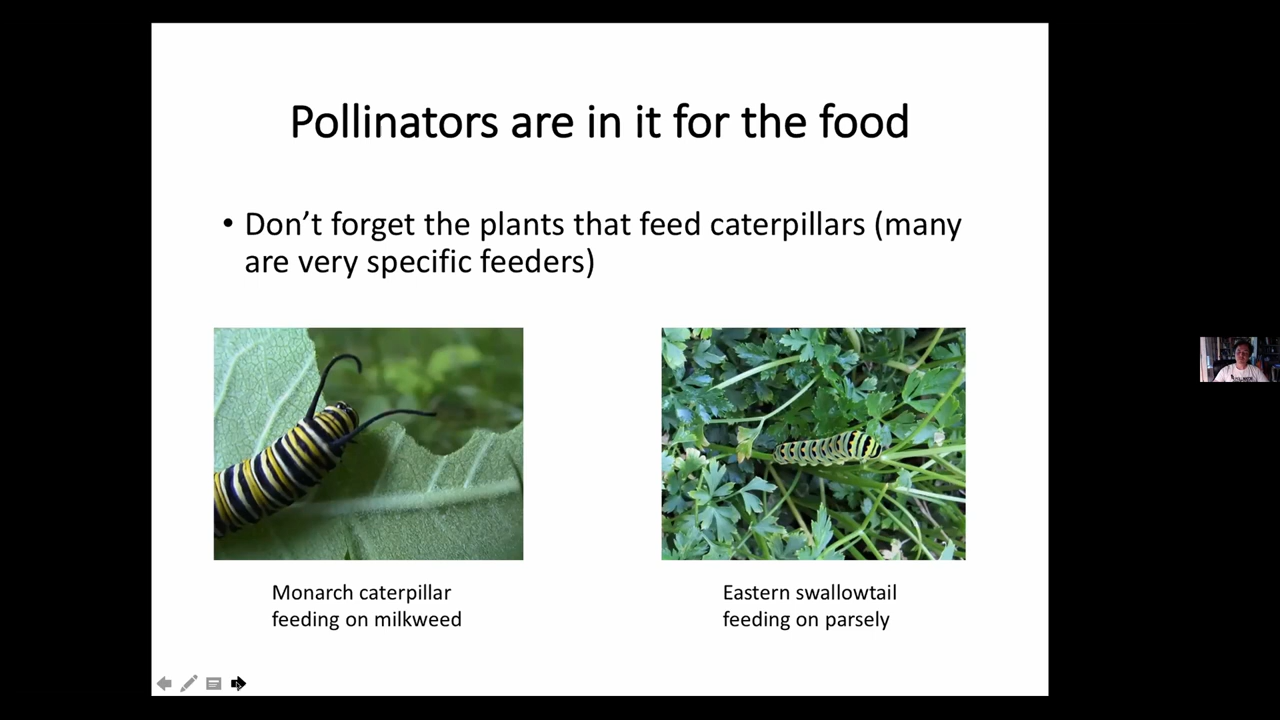 Pollinators are in it for the food
• Don’t forget the plants that feed caterpillars (many
are very specific feeders)
Monarch caterpillar
feeding on milkweed
Eastern swallowtail
feeding on parsely